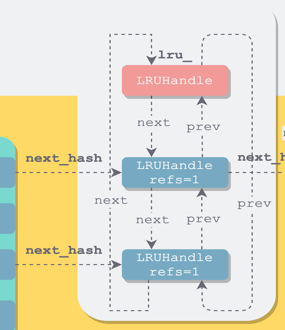 lru_
LRUHandle
next
prev
next_hash
LRUHandle
refs=1
next_h
next
next
prev
prev
next_hash
LRUHandle
refs=1